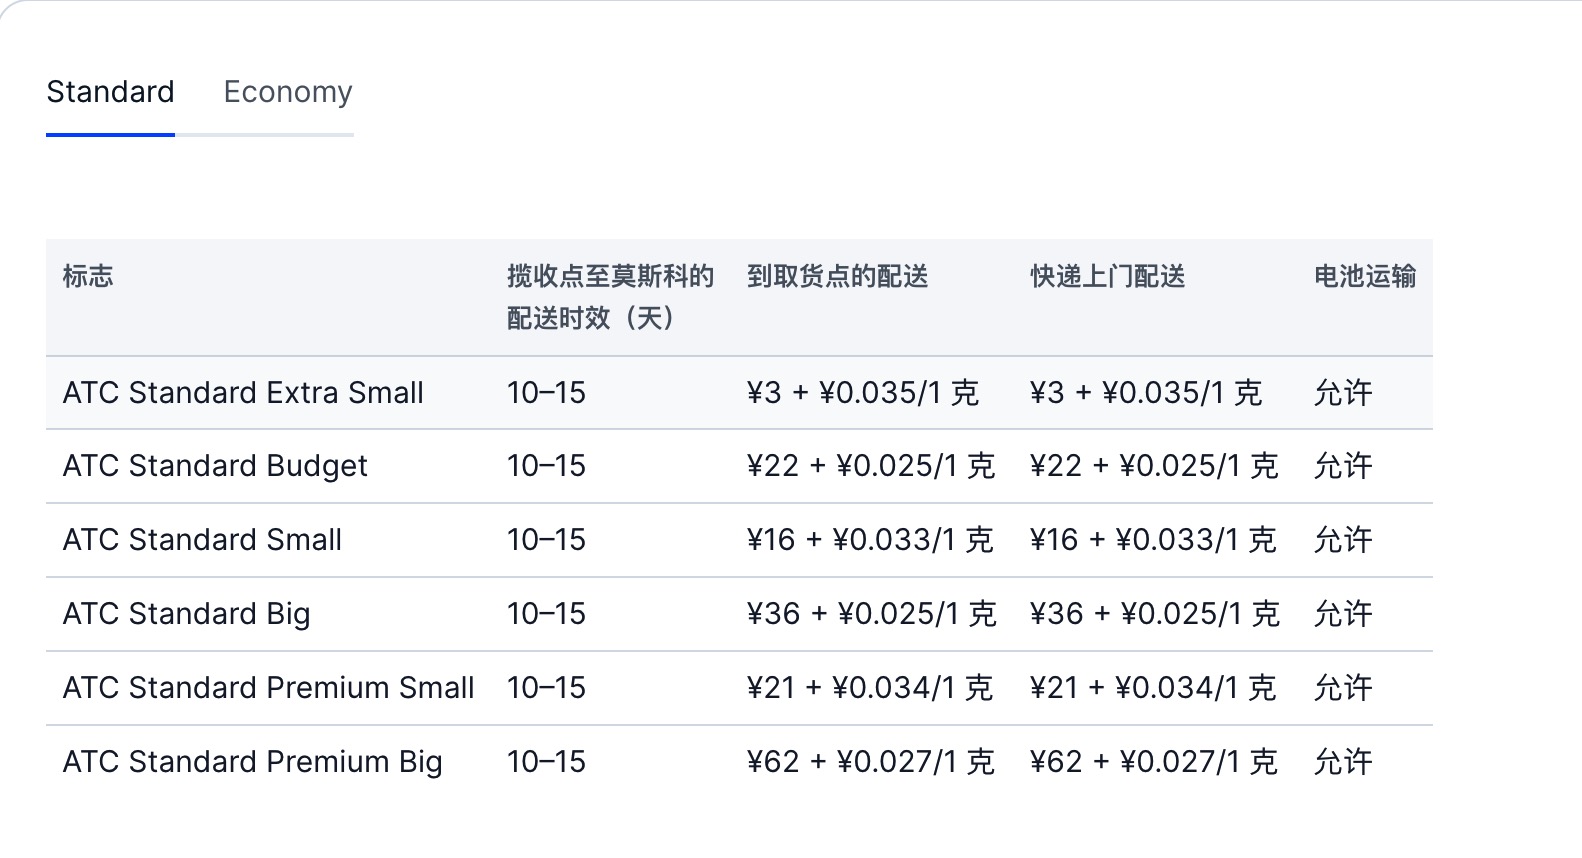 Standard Economy
标志 揽收点至莫斯科的 到取货点的配送 快递上门配送 电池运输
配送时效（天）
ATC Standard Extra Small 10–15 ¥3 + ¥0.035/1 克 ¥3 + ¥0.035/1 克 允许
ATC Standard Budget 10–15 ¥22 + ¥0.025/1 克 ¥22 + ¥0.025/1 克 允许
ATC Standard Small 10–15 ¥16 + ¥0.033/1 克 ¥16 + ¥0.033/1 克 允许
ATC Standard Big 10–15 ¥36 + ¥0.025/1 克 ¥36 + ¥0.025/1 克 允许
ATC Standard Premium Small 10–15 ¥21 + ¥0.034/1 克 ¥21 + ¥0.034/1 克 允许
ATC Standard Premium Big 10–15 ¥62 + ¥0.027/1 克 ¥62 + ¥0.027/1 克 允许